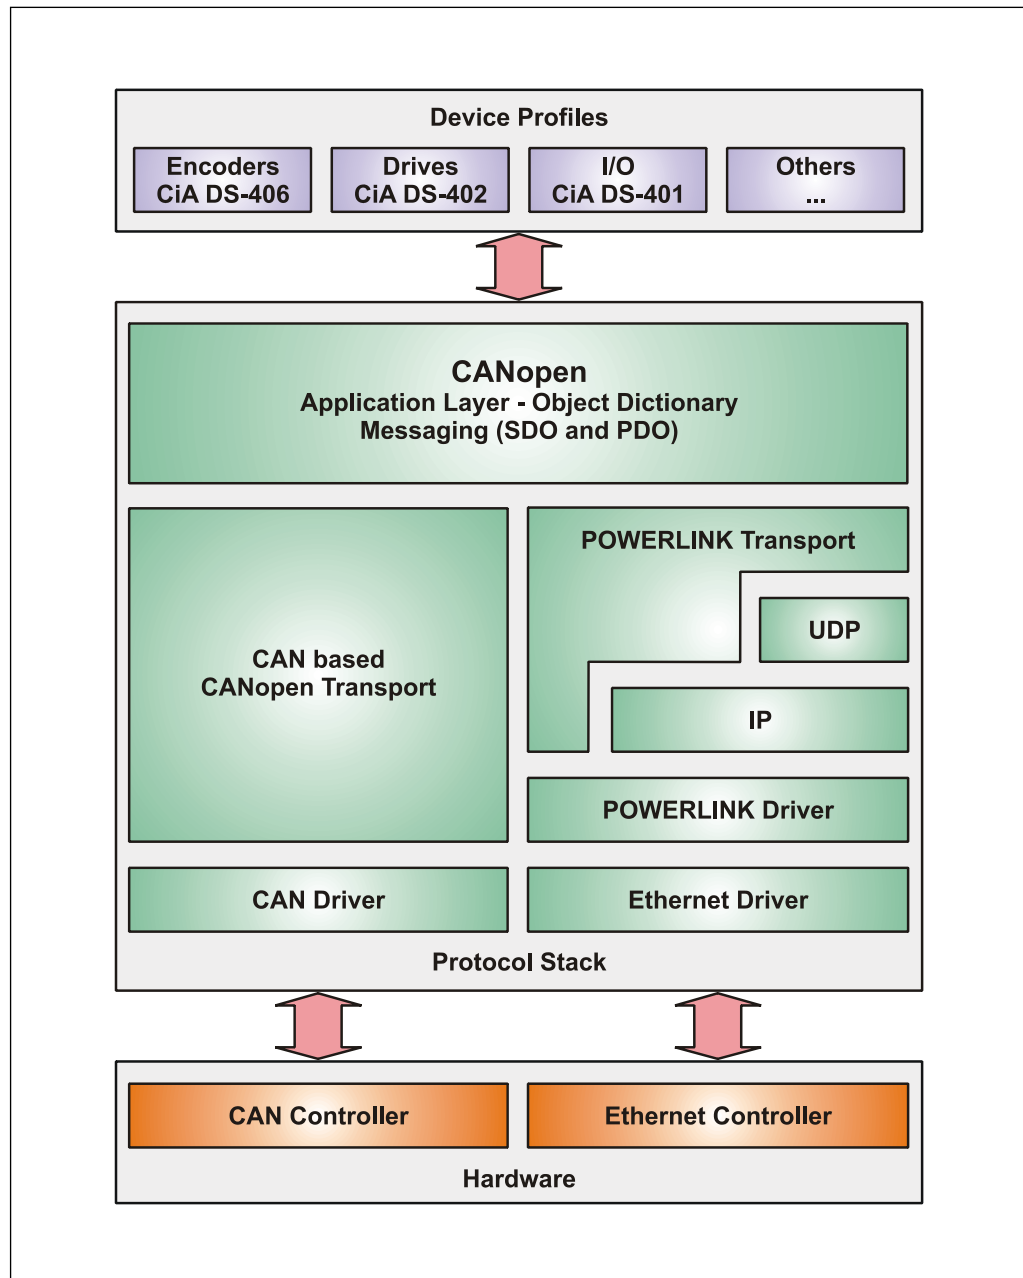 Device Profiles
Encoders
CiA DS-406
Drives
CiA DS-402
I/O
CiA DS-401
Others
...
CANopen
Application Layer - Object Dictionary
Messaging (SDO and PDO)
CAN based
CANopen Transport
POWERLINK Transport
UDP
IP
POWERLINK Driver
CAN Driver
Ethernet Driver
Protocol Stack
CAN Controller
Ethernet Controller
Hardware